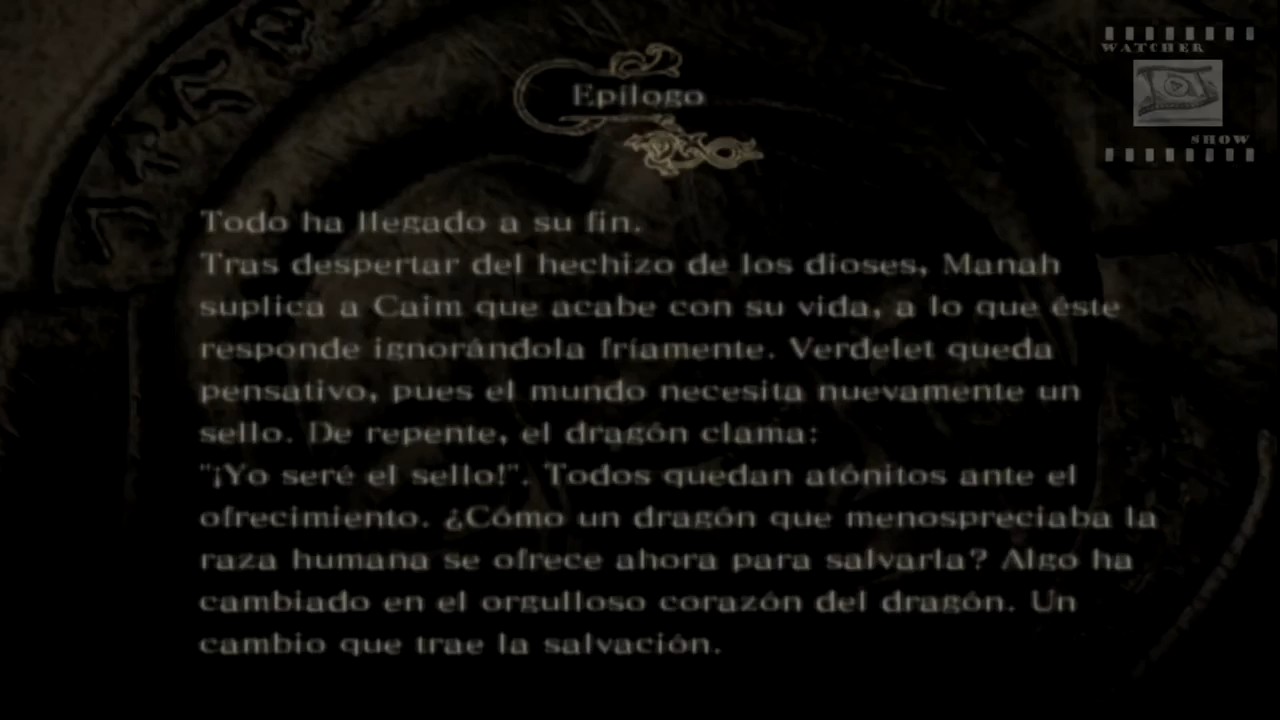 WATCHER
SHOW
Epílogo
Todo ha llegado a su fin.
Tras despertar del hechizo de los dioses, Manah
suplica a Caim que acabe con su vida, a lo que éste
responde ignorándola fríamente. Verdelet queda
pensativo, pues el mundo necesita nuevamente un
sello. De repente, el dragón clama:
"¡Yo seré el sello!". Todos quedan atónitos ante el
ofrecimiento. ¿Cómo un dragón que menospreciaba la
raza humana se ofrece ahora para salvarla? Algo ha
cambiado en el orgulloso corazón del dragón. Un
cambio que trae la salvación.